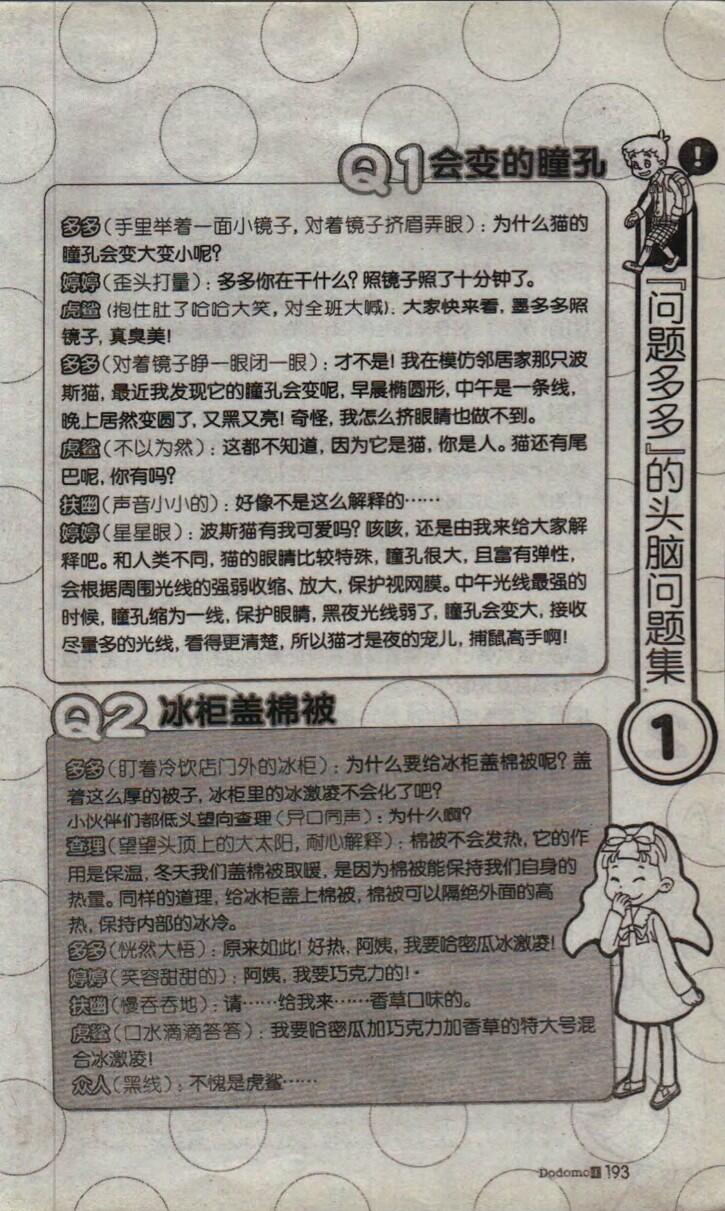 Q1会变的瞳孔
多多(手里举着一面小镜子，对着镜子挤眉弄眼)：为什么猫的
瞳孔会变大变小呢？
婷婷(歪头打量)：多多你在干什么？照镜子照了十分钟了。
虎鲨(抱住肚了哈哈大笑，对全班大喊)：大家快来看，墨多多照
镜子，真臭美！
多多(对着镜子睁一眼闭一眼)：才不是！我在模仿邻居家那只波
斯猫，最近我发现它的瞳孔会变呢，早晨椭圆形，中午是一条线，
晚上居然变圆了，又黑又亮！奇怪，我怎么挤眼睛也做不到。
虎鲨(不以为然)：这都不知道，因为它是猫，你是人。猫还有尾
巴呢，你有吗？
扶幽(声音小小的)：好像不是这么解释的……
婷婷(星星眼)：波斯猫有我可爱吗？咳咳，还是由我来给大家解
释吧。和人类不同，猫的眼睛比较特殊，瞳孔很大，且富有弹性，
会根据周围光线的强弱收缩、放大，保护视网膜。中午光线最强的
时候，瞳孔缩为一线，保护眼睛，黑夜光线弱了，瞳孔会变大，接收
尽量多的光线，看得更清楚，所以猫才是夜的宠儿，捕鼠高手啊！
Q2 冰柜盖棉被
多多(盯着冷饮店门外的冰柜)：为什么要给冰柜盖棉被呢？盖
着这么厚的被子，冰柜里的冰激凌不会化了吧？
小伙伴们都低头望向查理(异口同声)：为什么啊？
查理(望望头顶上的大太阳，耐心解释)：棉被不会发热，它的作
用是保温，冬天我们盖棉被取暖，是因为棉被能保持我们自身的
热量。同样的道理，给冰柜盖上棉被，棉被可以隔绝外面的高
热，保持内部的冰冷。
多多(恍然大悟)：原来如此！好热，阿姨，我要哈密瓜冰激凌！
婷婷(笑容甜甜的)：阿姨，我要巧克力的！
扶幽(慢吞吞地)：请……给我来……香草口味的。
虎鲨(口水滴滴答答)：我要哈密瓜加巧克力加香草的特大号混
合冰激凌！
众人(黑线)：不愧是虎鲨……
!
『问题多多』的头脑问题集
1
Dodomo 193